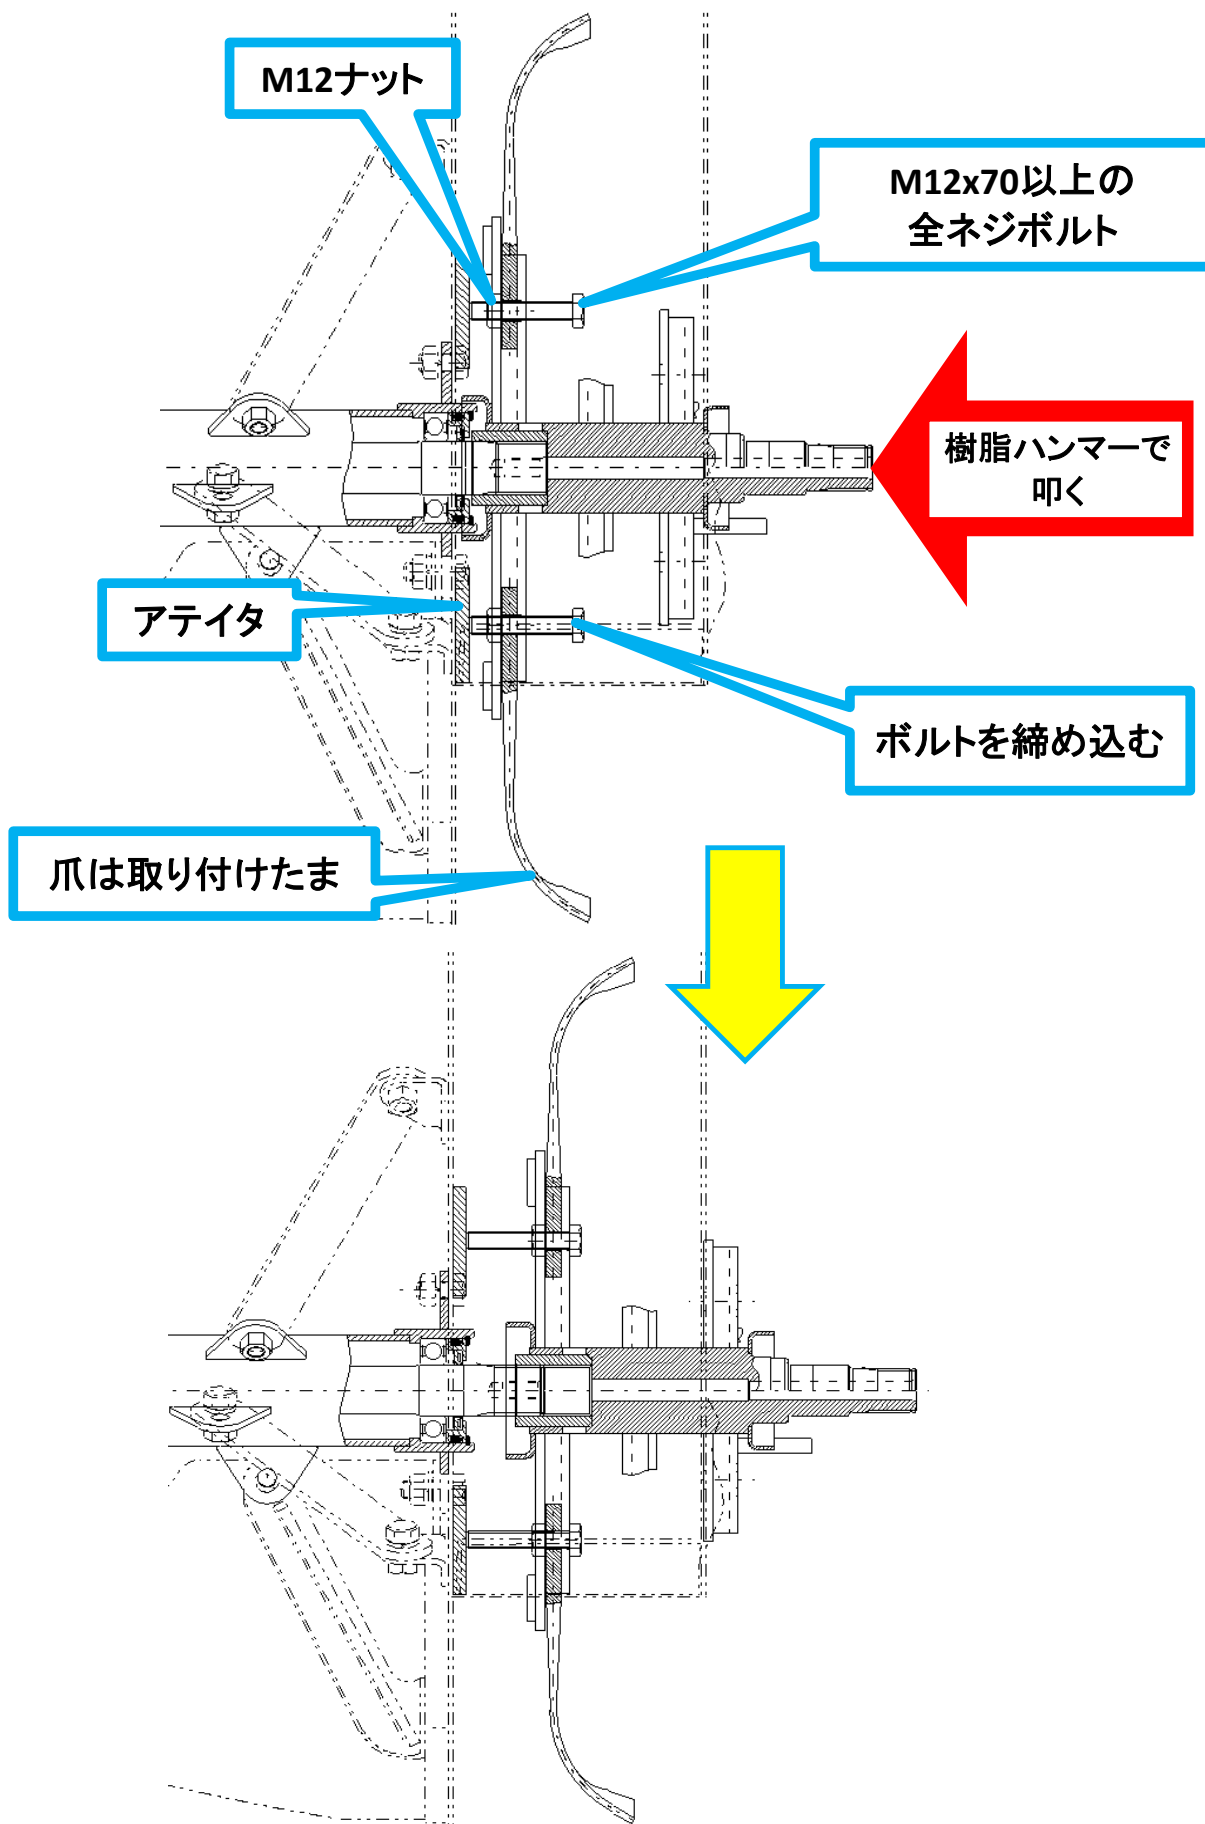 M12ナット
M12x70以上の
全ネジボルト
樹脂ハンマーで
叩く
アテイタ
ボルトを締め込む
爪は取り付けたま